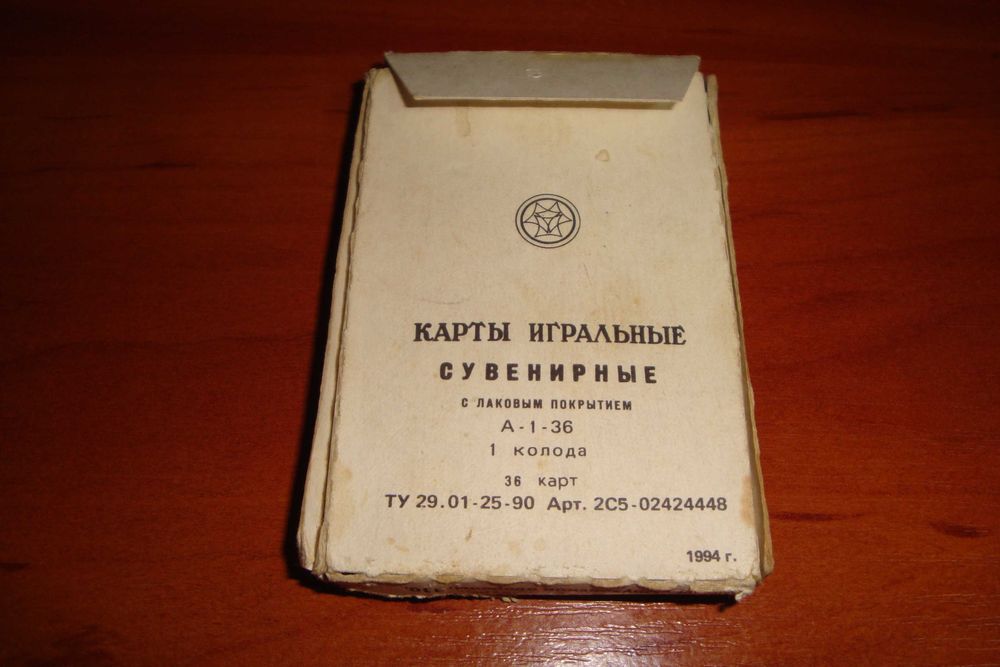 КАРТЫ ИГРАЛЬНЫЕ
СУВЕНИРНЫЕ
С ЛАКОВЫМ ПОКРЫТИЕМ
А-1-36
1 колода
36 карт
ТУ 29.01-25-90 Арт. 2С5-02424448
1994 г.